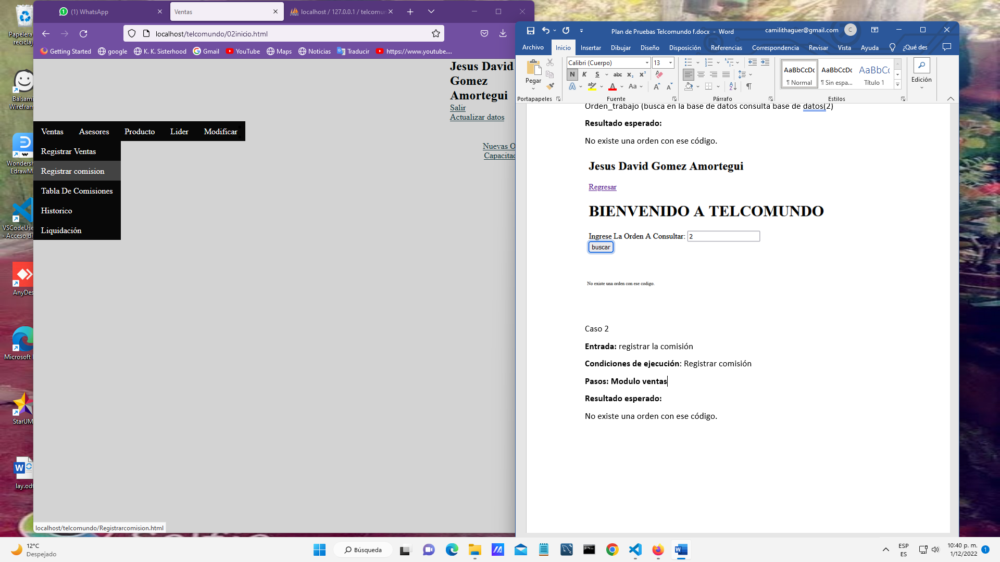 Papelera
reciclaj
Balsami
Wirefram
Wondersh
EdrawM
VSCodeUse
- Acceso di
AnyDes
Microsoft
StarUM
lay.odt
(1) WhatsApp
Ventas
localhost / 127.0.0.1 / telcomun
localhost/telcomundo/02inicio.html
Getting Started
google
K. K. Sisterhood
Gmail
YouTube
Maps
Noticias
Traducir
https://www.youtube....
Jesus David
Gomez
Amortegui
Salir
Actualizar datos
Ventas Asesores Producto Lider Modificar
Registrar Ventas
Registrar comision
Tabla De Comisiones
Historico
Liquidación
Nuevas O
Capacitac
localhost/telcomundo/Registrarcomision.html
Plan de Pruebas Telcomundo f.docx - Word
camilithaguer@gmail.com
C
Archivo Inicio Insertar Dibujar Diseño Disposición Referencias Correspondencia Revisar Vista Ayuda ¿Qué des
Pegar
Portapapeles
Calibri (Cuerpo) 13
N K S abc x₂ x²
A A Aa A A
Fuente
Párrafo
AaBbCcDc AaBbCcDc AaBbCc
¶ Normal ¶ Sin espa... Título 1
Estilos
Edición
Orden_trabajo (busca en la base de datos consulta base de datos(2)
Resultado esperado:
No existe una orden con ese código.
Jesus David Gomez Amortegui
Regresar
BIENVENIDO A TELCOMUNDO
Ingrese La Orden A Consultar: 2
buscar
No existe una orden con ese codigo.
Caso 2
Entrada: registrar la comisión
Condiciones de ejecución: Registrar comisión
Pasos: Modulo ventas
Resultado esperado:
No existe una orden con ese código.
12°C
Despejado
Búsqueda
ESP
ES
10:40 p. m.
1/12/2022
1